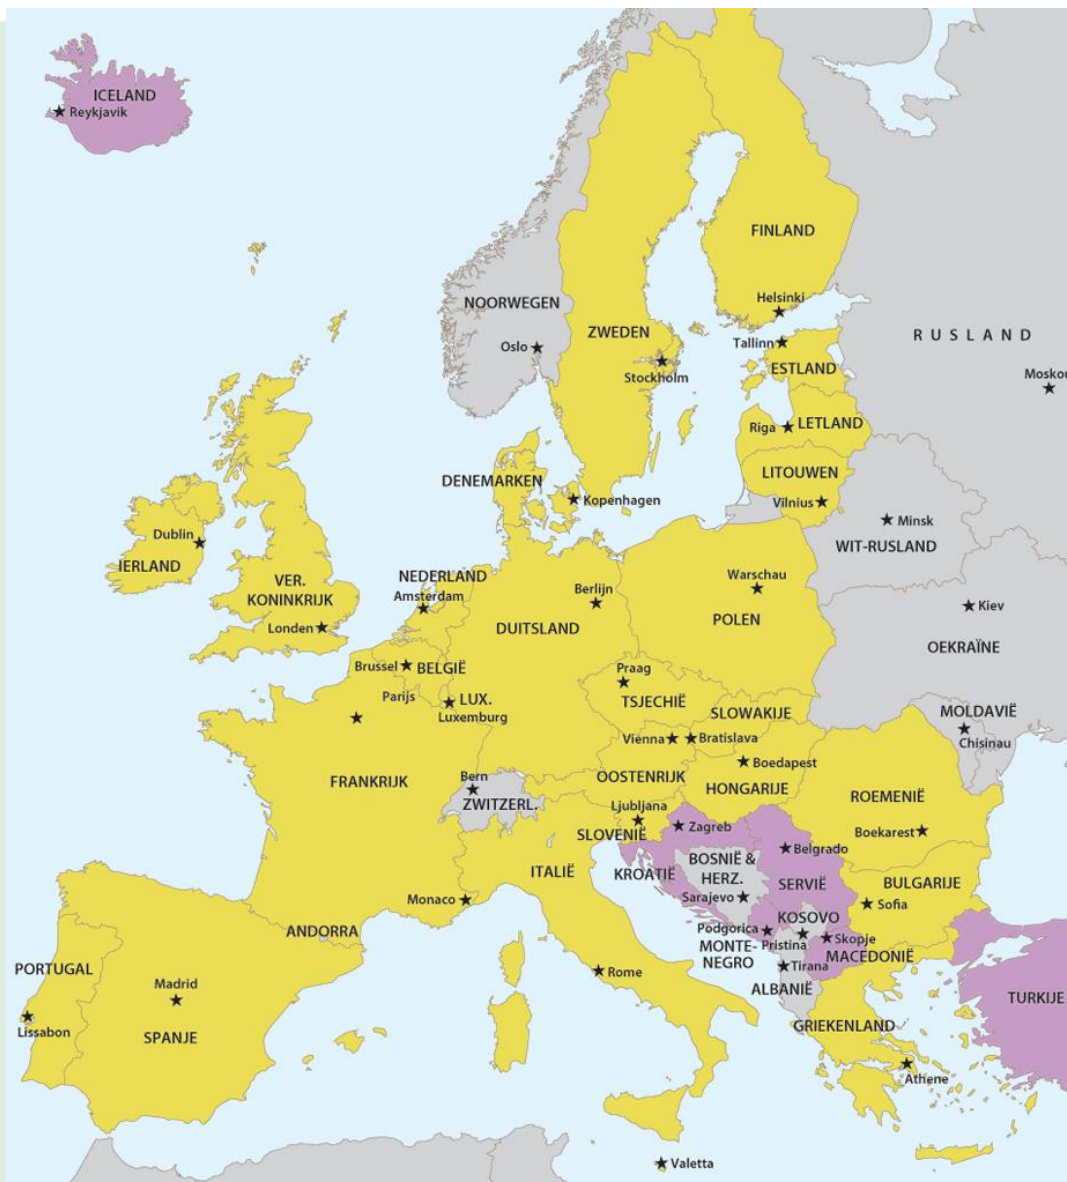 ICELAND
Reykjavik
FINLAND
Helsinki
NOORWEGEN
Oslo
ZWEDEN
Stockholm
RUSLAND
Moskou
Tallinn
ESTLAND
Riga
LETLAND
LITOUWEN
Vilnius
DENEMARKEN
Kopenhagen
Minsk
WIT-RUSLAND
Dublin
IERLAND
VER.
KONINKRIJK
Londen
NEDERLAND
Amsterdam
Berlijn
DUITSLAND
Warschau
POLEN
Kiev
OEKRAÏNE
Brussel
BELGIË
Parijs
LUX.
Luxemburg
Praag
TSJECHIË
SLOWAKIJE
Vienna
Bratislava
MOLDAVIË
Chisinau
FRANKRIJK
Bern
ZWITZERL.
OOSTENRIJK
Boedapest
HONGARIJE
ROEMENIË
Boekarest
Ljubljana
SLOVENIË
Zagreb
KROATIË
ITALIË
BOSNIË &
HERZ.
Sarajevo
Belgrado
SERVIË
BULGARIJE
Sofia
Monaco
ANDORRA
KOSOVO
Podgorica
Pristina
Skopje
MONTE-
NEGRO
MACEDONIË
Tirana
ALBANIË
PORTUGAL
Lissabon
Madrid
SPANJE
Rome
TURKIJE
GRIEKENLAND
Athene
Valetta